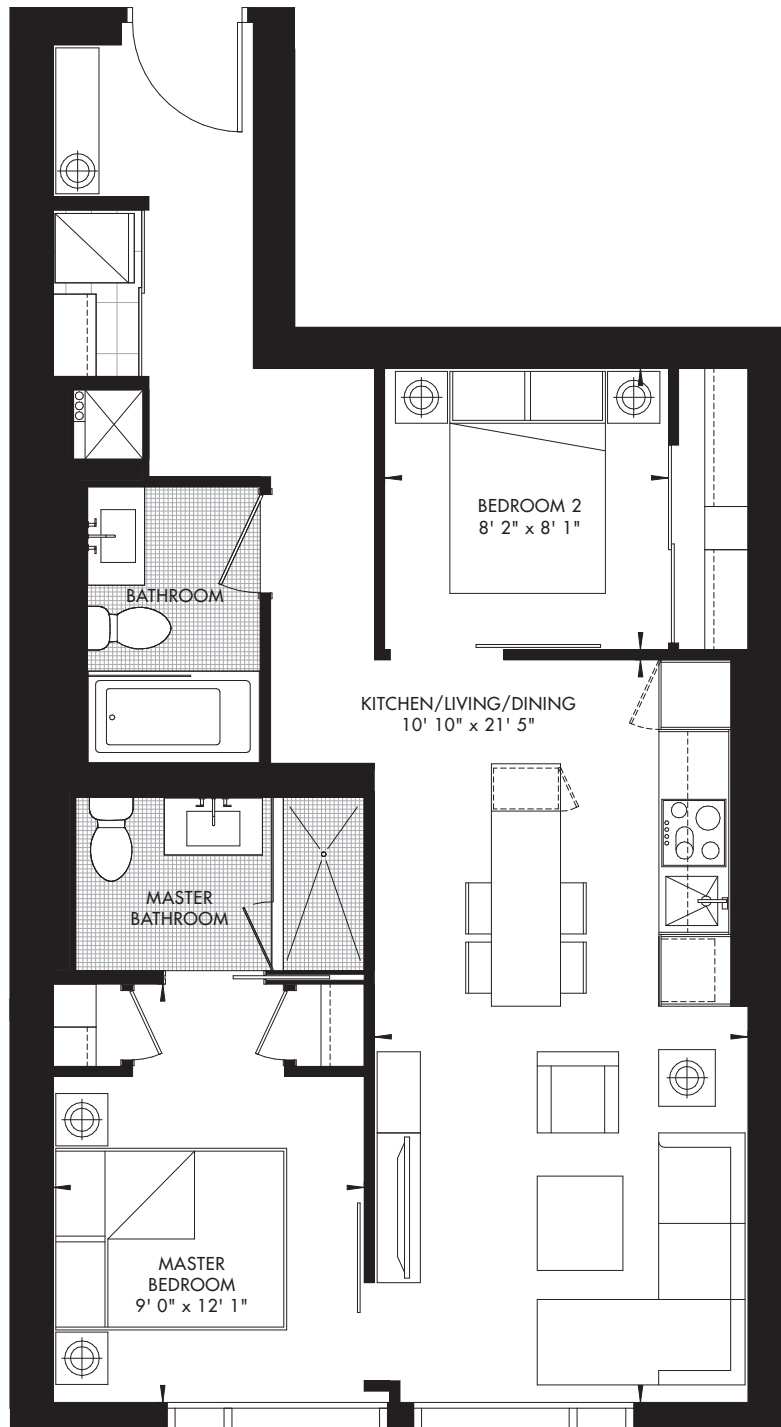 BEDROOM 2
8' 2" x 8' 1"
BATHROOM
KITCHEN/LIVING/DINING
10' 10" x 21' 5"
MASTER
BATHROOM
MASTER
BEDROOM
9' 0" x 12' 1"